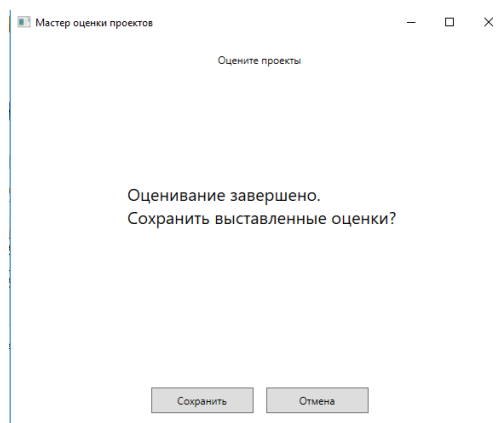 Мастер оценки проектов
Оцените проекты
Оценивание завершено.
Сохранить выставленные оценки?
Сохранить
Отмена